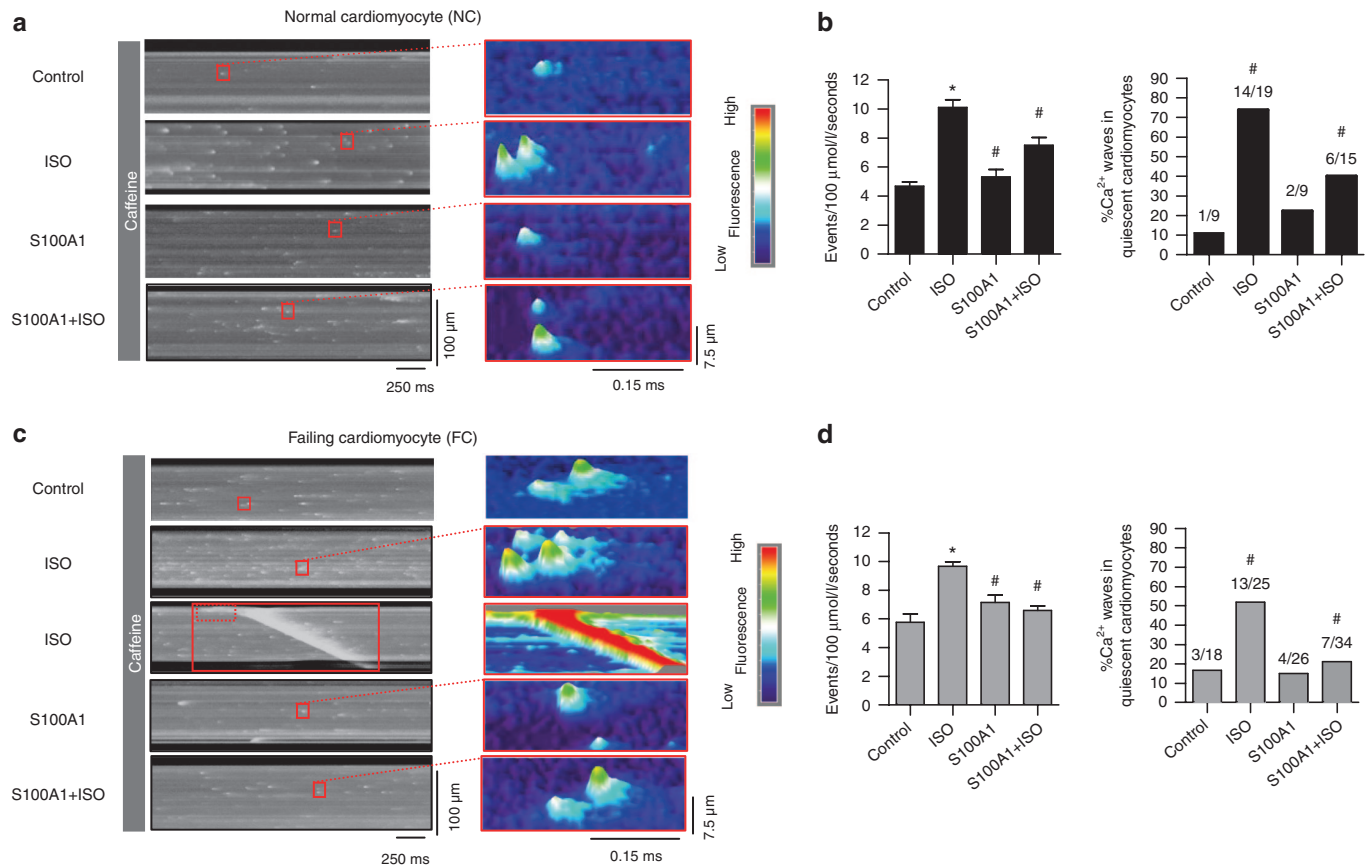 a
Normal cardiomyocyte (NC)
Caffeine
Control
ISO
S100A1
S100A1+ISO
100 µm
250 ms
7.5 µm
0.15 ms
High
Fluorescence
Low
b
Events/100 µmol/l/seconds
12
10
8
6
4
2
0
*
#
#
Control
ISO
S100A1
S100A1+ISO
%Ca²⁺ waves in
quiescent cardiomyocytes
90
80
70
60
50
40
30
20
10
0
1/9
#
14/19
2/9
#
6/15
Control
ISO
S100A1
S100A1+ISO
c
Failing cardiomyocyte (FC)
Caffeine
Control
ISO
ISO
S100A1
S100A1+ISO
100 µm
250 ms
7.5 µm
0.15 ms
High
Fluorescence
Low
d
Events/100 µmol/l/seconds
12
10
8
6
4
2
0
*
#
#
Control
ISO
S100A1
S100A1+ISO
%Ca²⁺ waves in
quiescent cardiomyocytes
90
80
70
60
50
40
30
20
10
0
3/18
#
13/25
4/26
#
7/34
Control
ISO
S100A1
S100A1+ISO